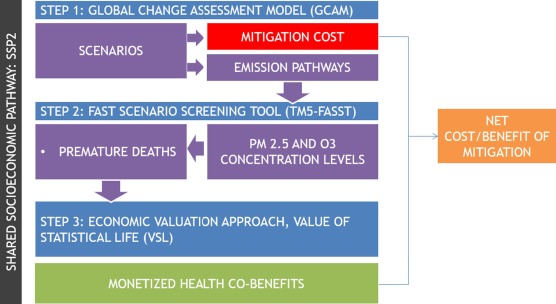 SHARED SOCIOECONOMIC PATHWAY: SSP2
STEP 1: GLOBAL CHANGE ASSESSMENT MODEL (GCAM)
SCENARIOS
MITIGATION COST
EMISSION PATHWAYS
STEP 2: FAST SCENARIO SCREENING TOOL (TM5-FASST)
• PREMATURE DEATHS
PM 2.5 AND O3
CONCENTRATION LEVELS
STEP 3: ECONOMIC VALUATION APPROACH, VALUE OF
STATISTICAL LIFE (VSL)
MONETIZED HEALTH CO-BENEFITS
NET
COST/BENEFIT OF
MITIGATION